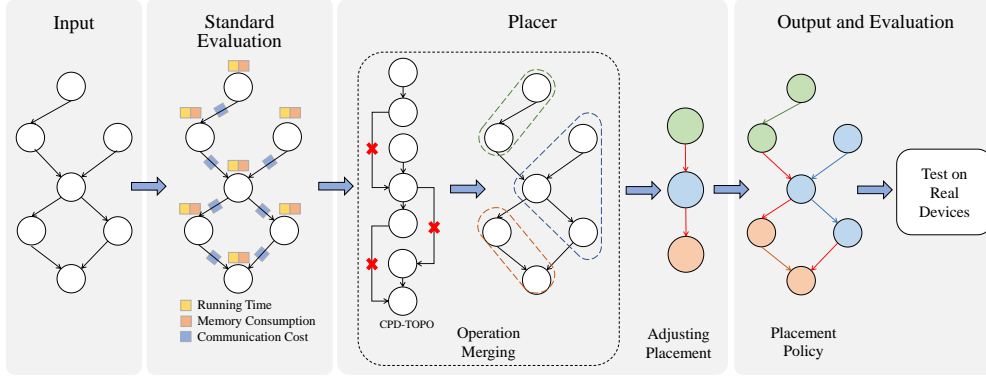 Input
Standard
Evaluation
Placer
Output and Evaluation
Running Time
Memory Consumption
Communication Cost
CPD-TOPO
Operation
Merging
Adjusting
Placement
Placement
Policy
Test on
Real
Devices